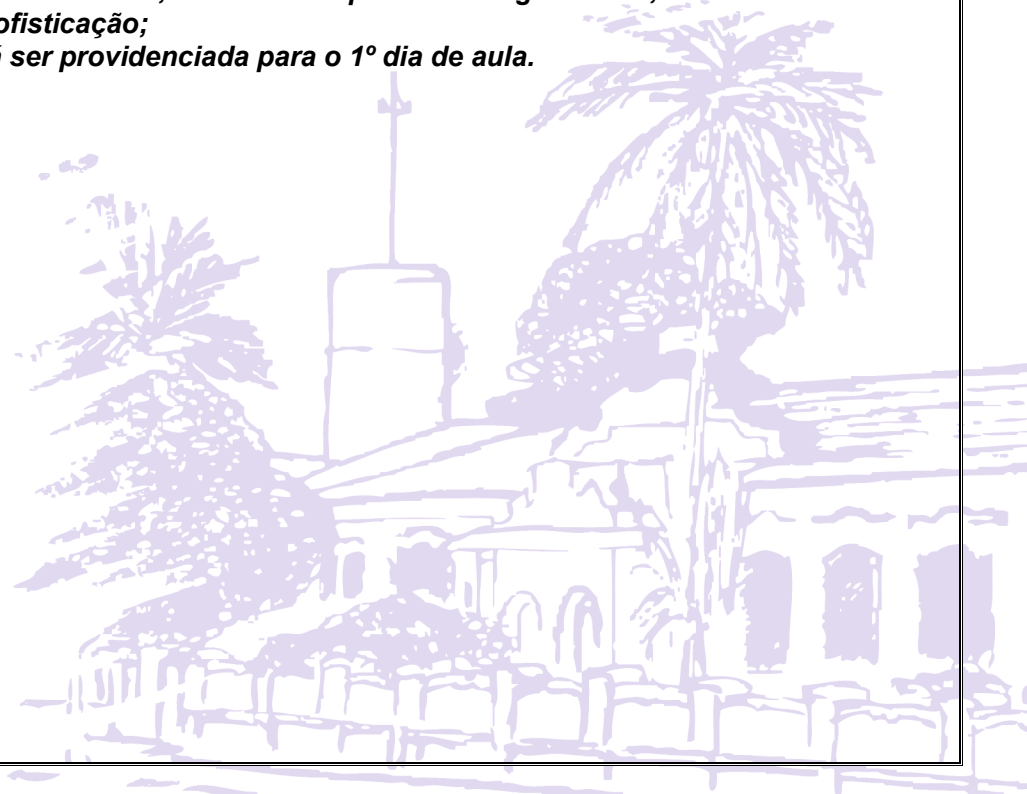 ofisticação;
ser providenciada para o 1º dia de aula.